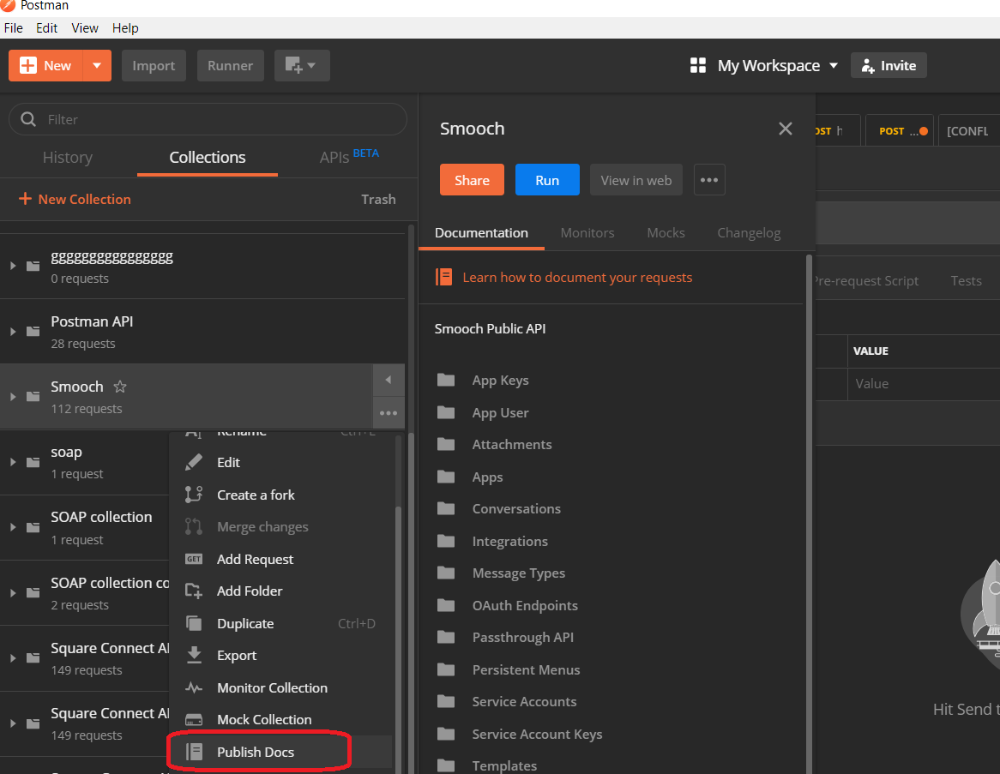 Postman
File Edit View Help
New Import Runner My Workspace Invite
Filter
History Collections APIs BETA
New Collection Trash
gggggggggggggggg
0 requests
Postman API
28 requests
Smooch
112 requests
soap
1 request
SOAP collection
1 request
SOAP collection co
2 requests
Square Connect A
149 requests
Square Connect A
149 requests
Rename Ctrl+E
Edit
Create a fork
Merge changes
GET Add Request
Add Folder
Duplicate Ctrl+D
Export
Monitor Collection
Mock Collection
Publish Docs
Smooch
Share Run View in web
Documentation Monitors Mocks Changelog
Learn how to document your requests
Smooch Public API
App Keys
App User
Attachments
Apps
Conversations
Integrations
Message Types
OAuth Endpoints
Passthrough API
Persistent Menus
Service Accounts
Service Account Keys
Templates
OST h POST ... [CONFL
Pre-request Script Tests
VALUE
Value
Hit Send t